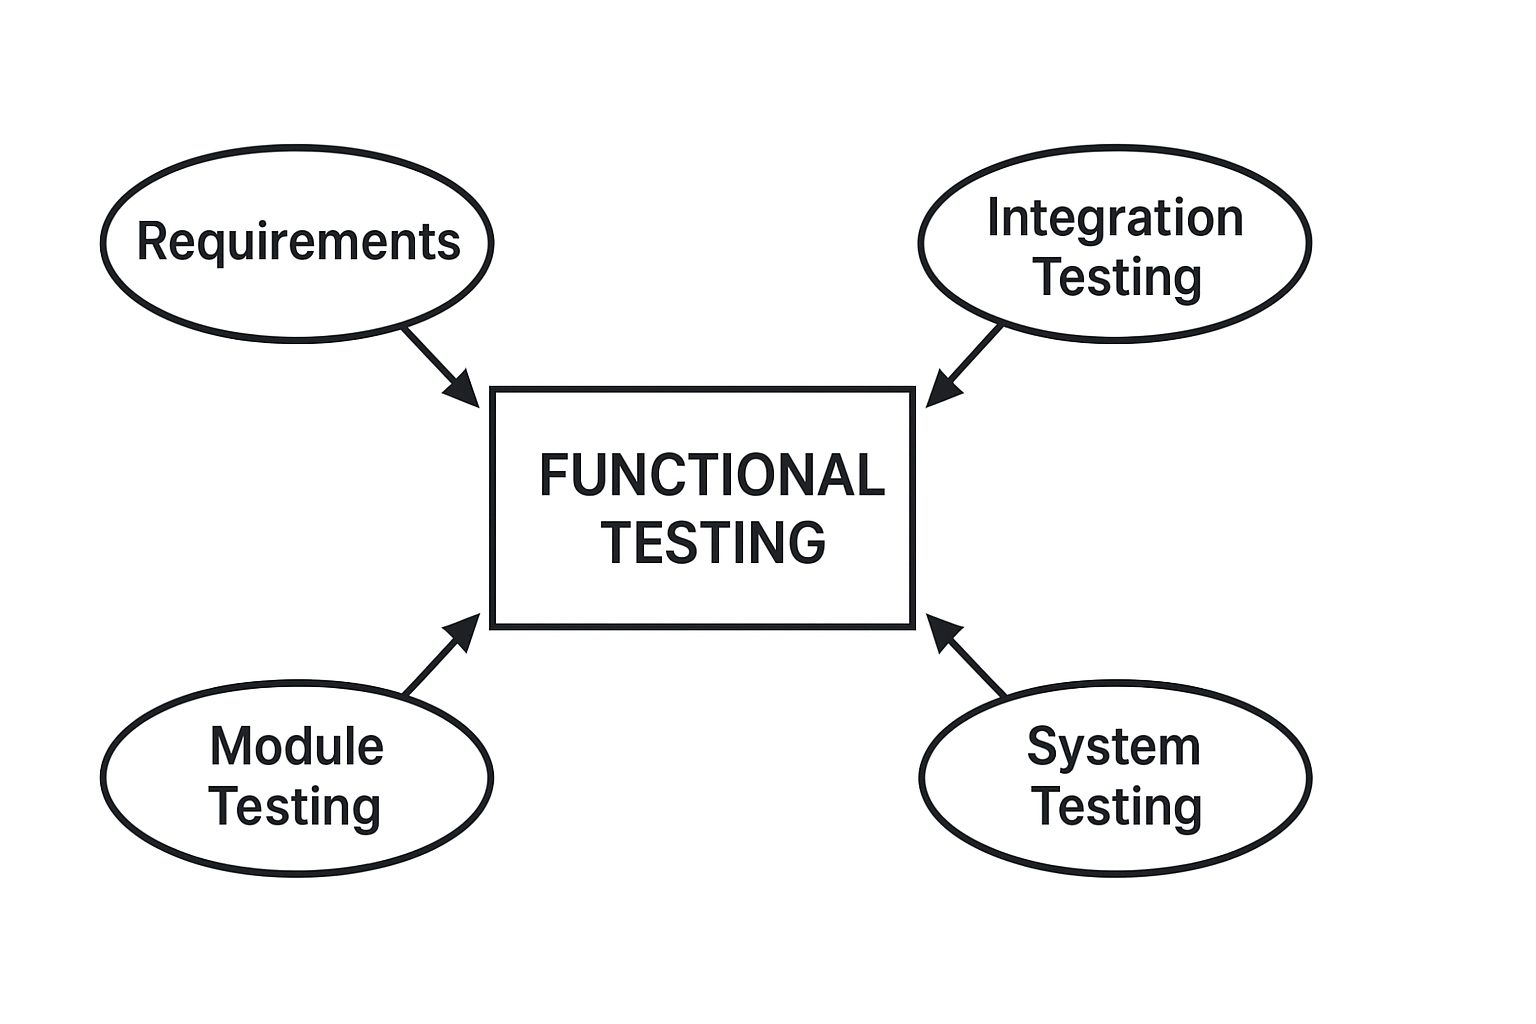 Requirements
Integration
Testing
FUNCTIONAL
TESTING
Module
Testing
System
Testing